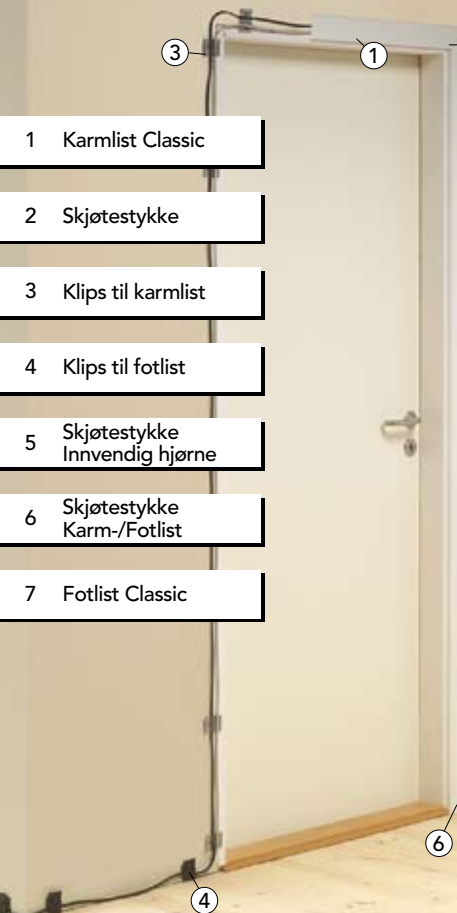 3
1
1 Karmlist Classic
2 Skjøtestykke
3 Klips til karmlist
4 Klips til fotlist
5 Skjøtestykke
Innvendig hjørne
6 Skjøtestykke
Karm-/Fotlist
7 Fotlist Classic
6
4